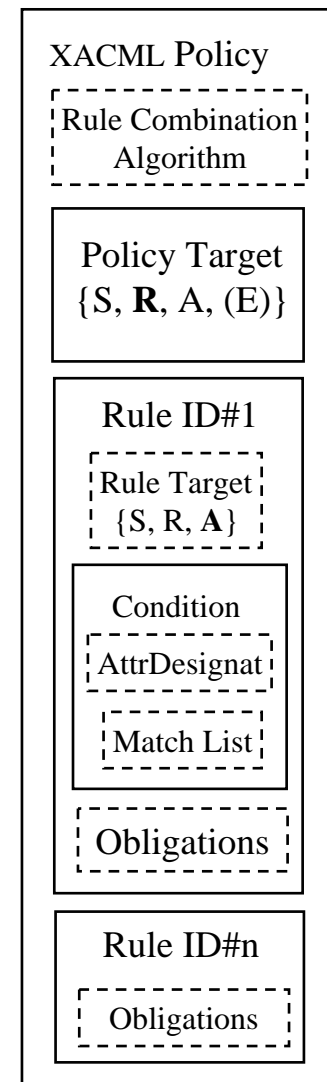 XACML Policy
Rule Combination
Algorithm
Policy Target
{S, R, A, (E)}
Rule ID#1
Rule Target
{S, R, A}
Condition
AttrDesignat
Match List
Obligations
Rule ID#n
Obligations